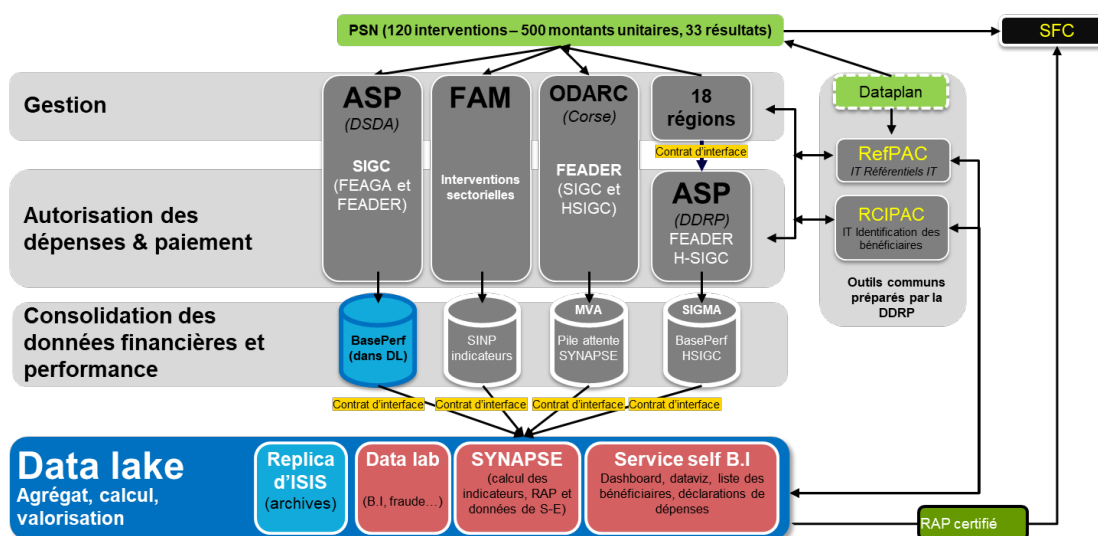 PSN (120 interventions – 500 montants unitaires, 33 résultats)
SFC
Gestion
ASP
(DSDA)
SIGC
(FEAGA et
FEADER)
FAM
Interventions
sectorielles
ODARC
(Corse)
FEADER
(SIGC et
HSIGC)
18
régions
Contrat d'interface
ASP
(DDRP)
FEADER
H-SIGC
Dataplan
RefPAC
IT Référentiels IT
RCIPAC
IT Identification des
bénéficiaires
Outils communs
préparés par la
DDRP
Autorisation des
dépenses & paiement
Consolidation des
données financières et
performance
BasePerf
(dans DL)
SINP
indicateurs
MVA
Pile attente
SYNAPSE
SIGMA
BasePerf
HSIGC
Contrat d'interface
Contrat d'interface
Contrat d'interface
Contrat d'interface
Data lake
Agrégat, calcul,
valorisation
Replica
d'ISIS
(archives)
Data lab
(B.I, fraude…)
SYNAPSE
(calcul des
indicateurs, RAP et
données de S-E)
Service self B.I
Dashboard, dataviz, liste des
bénéficiaires, déclarations de
dépenses
RAP certifié